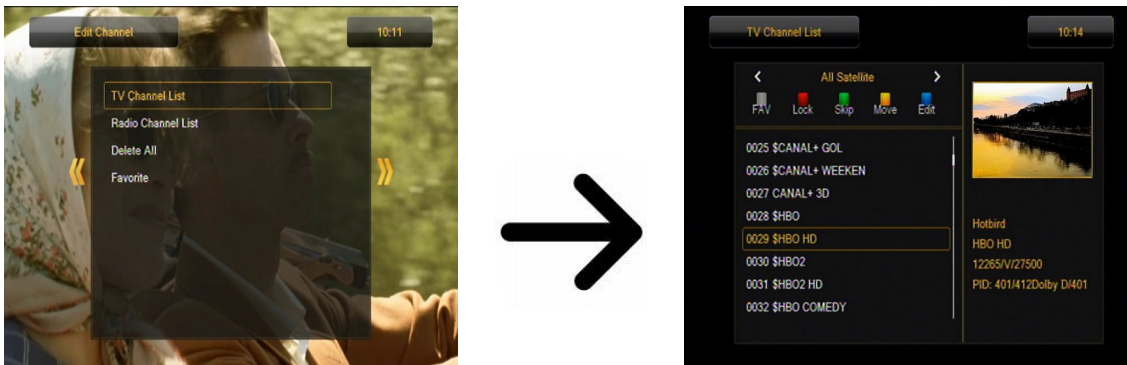 Edit Channel
10:11
TV Channel List
Radio Channel List
Delete All
Favorite
TV Channel List
10:14
All Satellite
FAV Lock Skip Move Edit
0025 $CANAL+ GOL
0026 $CANAL+ WEEKEN
0027 CANAL+ 3D
0028 $HBO
0029 $HBO HD
0030 $HBO2
0031 $HBO2 HD
0032 $HBO COMEDY
Hotbird
HBO HD
12265/V/27500
PID: 401/412Dolby D/401